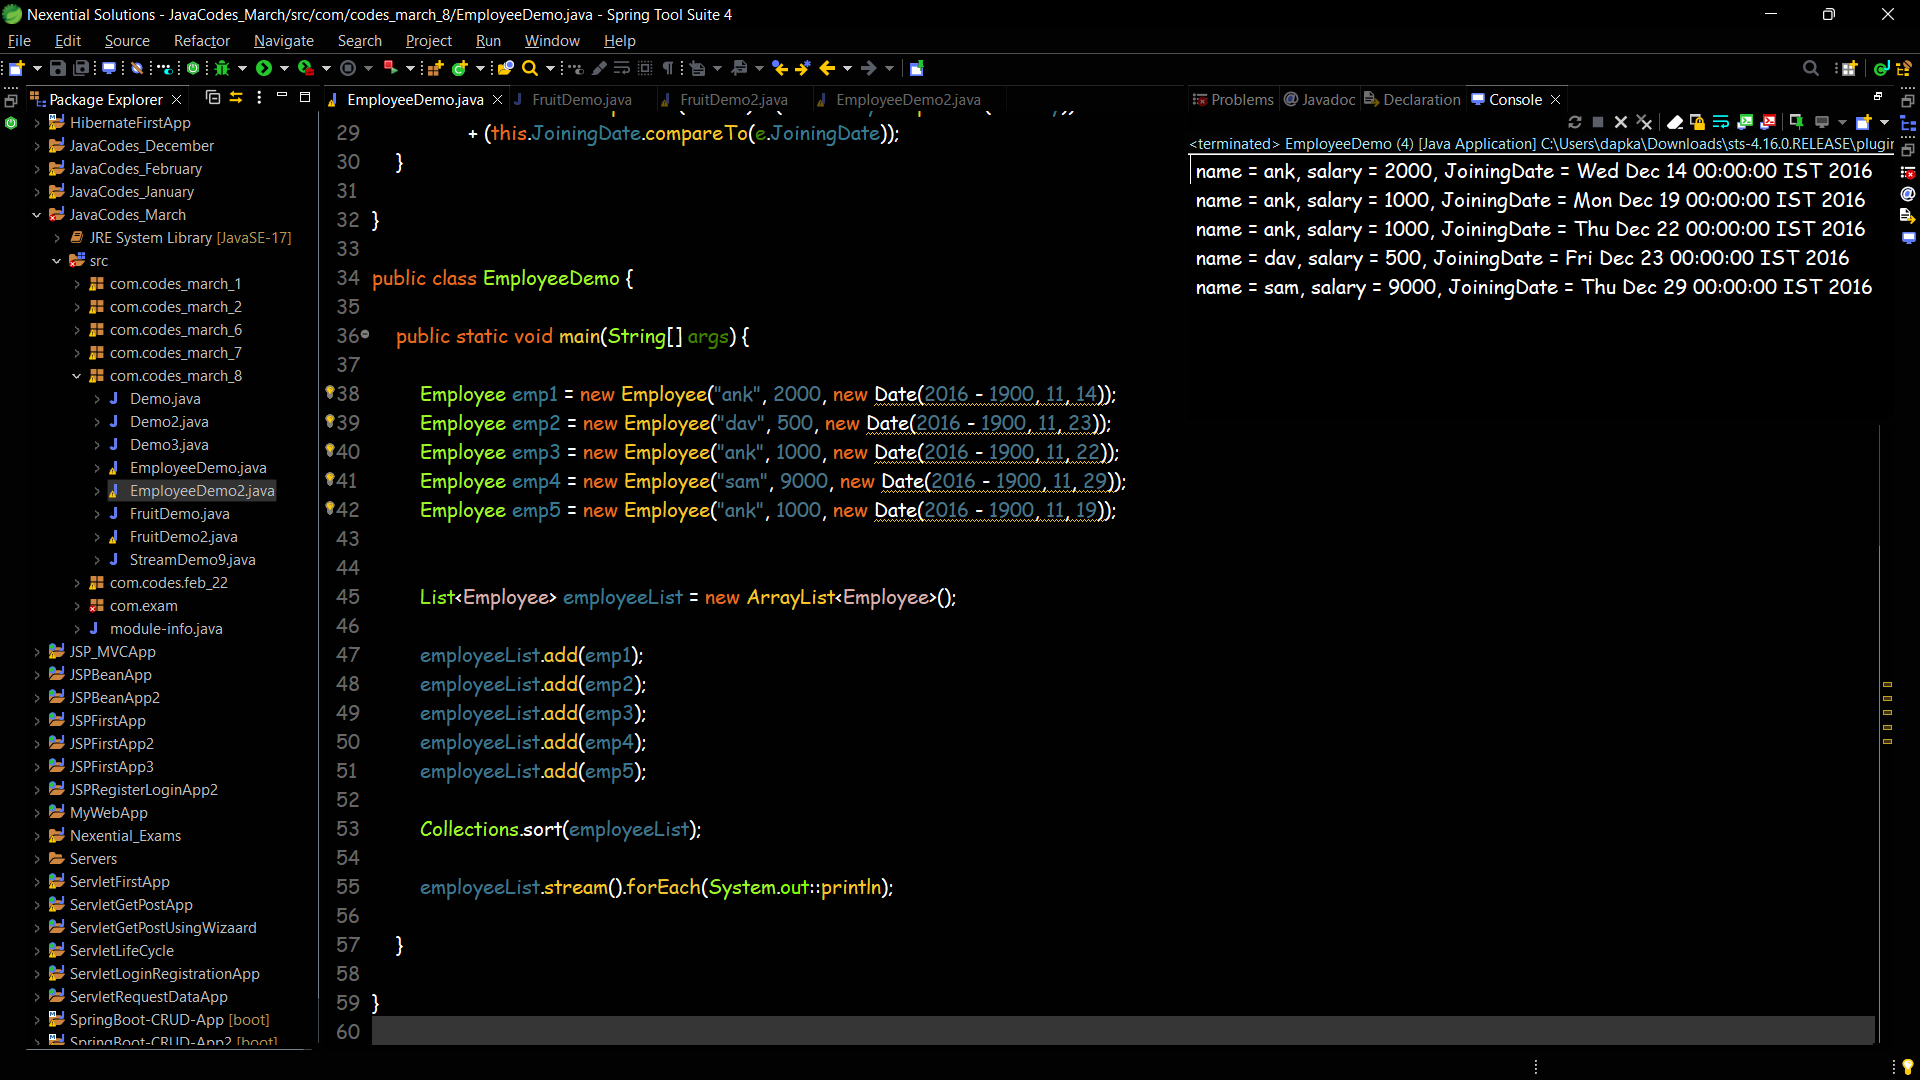 Nexential Solutions - JavaCodes_March/src/com/codes_march_8/EmployeeDemo.java - Spring Tool Suite 4
File Edit Source Refactor Navigate Search Project Run Window Help
Package Explorer
HibernateFirstApp
JavaCodes_December
JavaCodes_February
JavaCodes_January
JavaCodes_March
JRE System Library [JavaSE-17]
src
com.codes_march_1
com.codes_march_2
com.codes_march_6
com.codes_march_7
com.codes_march_8
Demo.java
Demo2.java
Demo3.java
EmployeeDemo.java
EmployeeDemo2.java
FruitDemo.java
FruitDemo2.java
StreamDemo9.java
com.codes.feb_22
com.exam
module-info.java
JSP_MVCApp
JSPBeanApp
JSPBeanApp2
JSPFirstApp
JSPFirstApp2
JSPFirstApp3
JSPRegisterLoginApp2
MyWebApp
Nexential_Exams
Servers
ServletFirstApp
ServletGetPostApp
ServletGetPostUsingWizaard
ServletLifeCycle
ServletLoginRegistrationApp
ServletRequestDataApp
SpringBoot-CRUD-App [boot]
SpringBoot-CRUD-App2 [boot]
EmployeeDemo.java FruitDemo.java FruitDemo2.java EmployeeDemo2.java
29 + (this.JoiningDate.compareTo(e.JoiningDate));
30 }
31
32 }
33
34 public class EmployeeDemo {
35
36 public static void main(String[] args) {
37
38 Employee emp1 = new Employee("ank", 2000, new Date(2016 - 1900, 11, 14));
39 Employee emp2 = new Employee("dav", 500, new Date(2016 - 1900, 11, 23));
40 Employee emp3 = new Employee("ank", 1000, new Date(2016 - 1900, 11, 22));
41 Employee emp4 = new Employee("sam", 9000, new Date(2016 - 1900, 11, 29));
42 Employee emp5 = new Employee("ank", 1000, new Date(2016 - 1900, 11, 19));
43
44
45 List<Employee> employeeList = new ArrayList<Employee>();
46
47 employeeList.add(emp1);
48 employeeList.add(emp2);
49 employeeList.add(emp3);
50 employeeList.add(emp4);
51 employeeList.add(emp5);
52
53 Collections.sort(employeeList);
54
55 employeeList.stream().forEach(System.out::println);
56
57 }
58
59 }
60
Problems Javadoc Declaration Console
<terminated> EmployeeDemo (4) [Java Application] C:\Users\dapka\Downloads\sts-4.16.0.RELEASE\plugin
name = ank, salary = 2000, JoiningDate = Wed Dec 14 00:00:00 IST 2016
name = ank, salary = 1000, JoiningDate = Mon Dec 19 00:00:00 IST 2016
name = ank, salary = 1000, JoiningDate = Thu Dec 22 00:00:00 IST 2016
name = dav, salary = 500, JoiningDate = Fri Dec 23 00:00:00 IST 2016
name = sam, salary = 9000, JoiningDate = Thu Dec 29 00:00:00 IST 2016